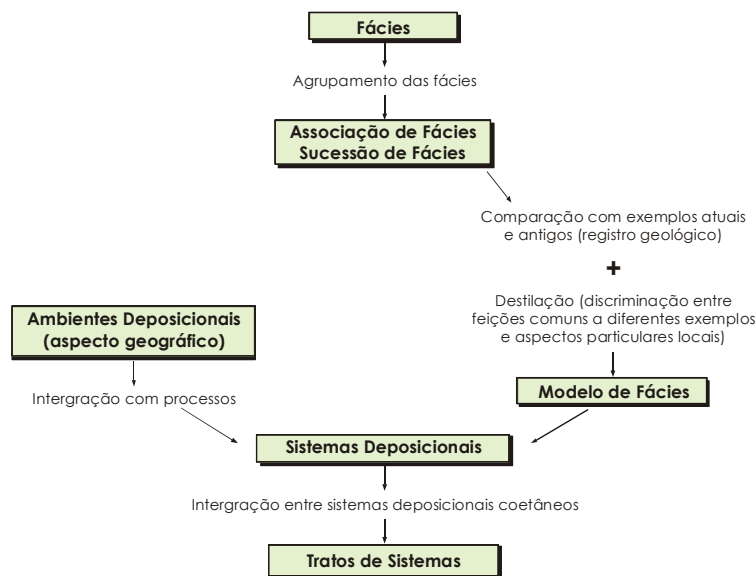 Fácies
Agrupamento das fácies
Associação de Fácies
Sucessão de Fácies
Comparação com exemplos atuais
e antigos (registro geológico)
+
Destilação (discriminação entre
feições comuns a diferentes exemplos
e aspectos particulares locais)
Ambientes Deposicionais
(aspecto geográfico)
Intergração com processos
Modelo de Fácies
Sistemas Deposicionais
Intergração entre sistemas deposicionais coetâneos
Tratos de Sistemas